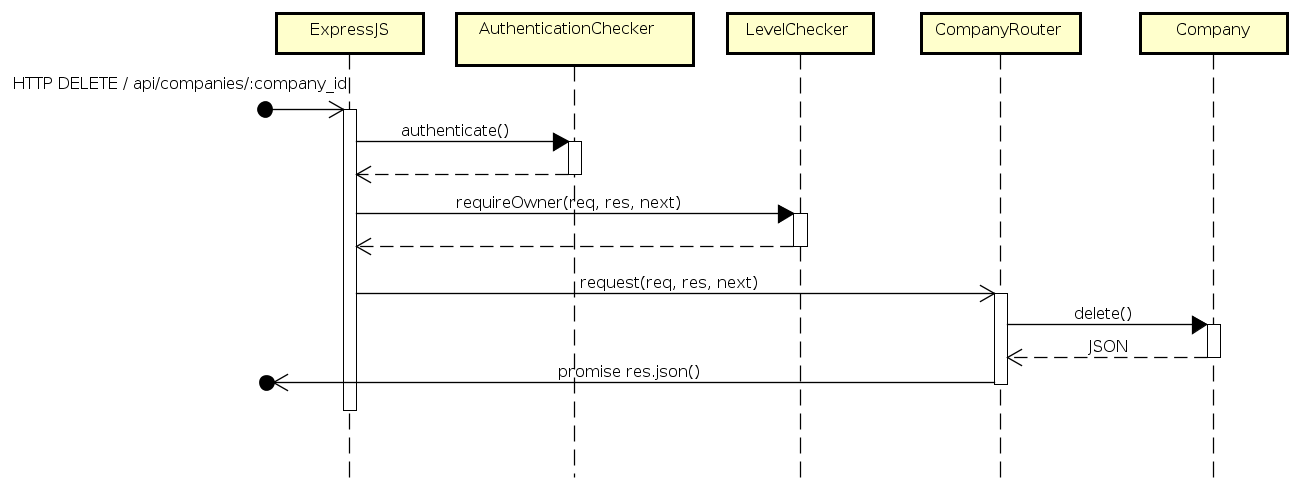 ExpressJS
AuthenticationChecker
LevelChecker
CompanyRouter
Company
HTTP DELETE / api/companies/:company_id
authenticate()
requireOwner(req, res, next)
request(req, res, next)
delete()
JSON
promise res.json()